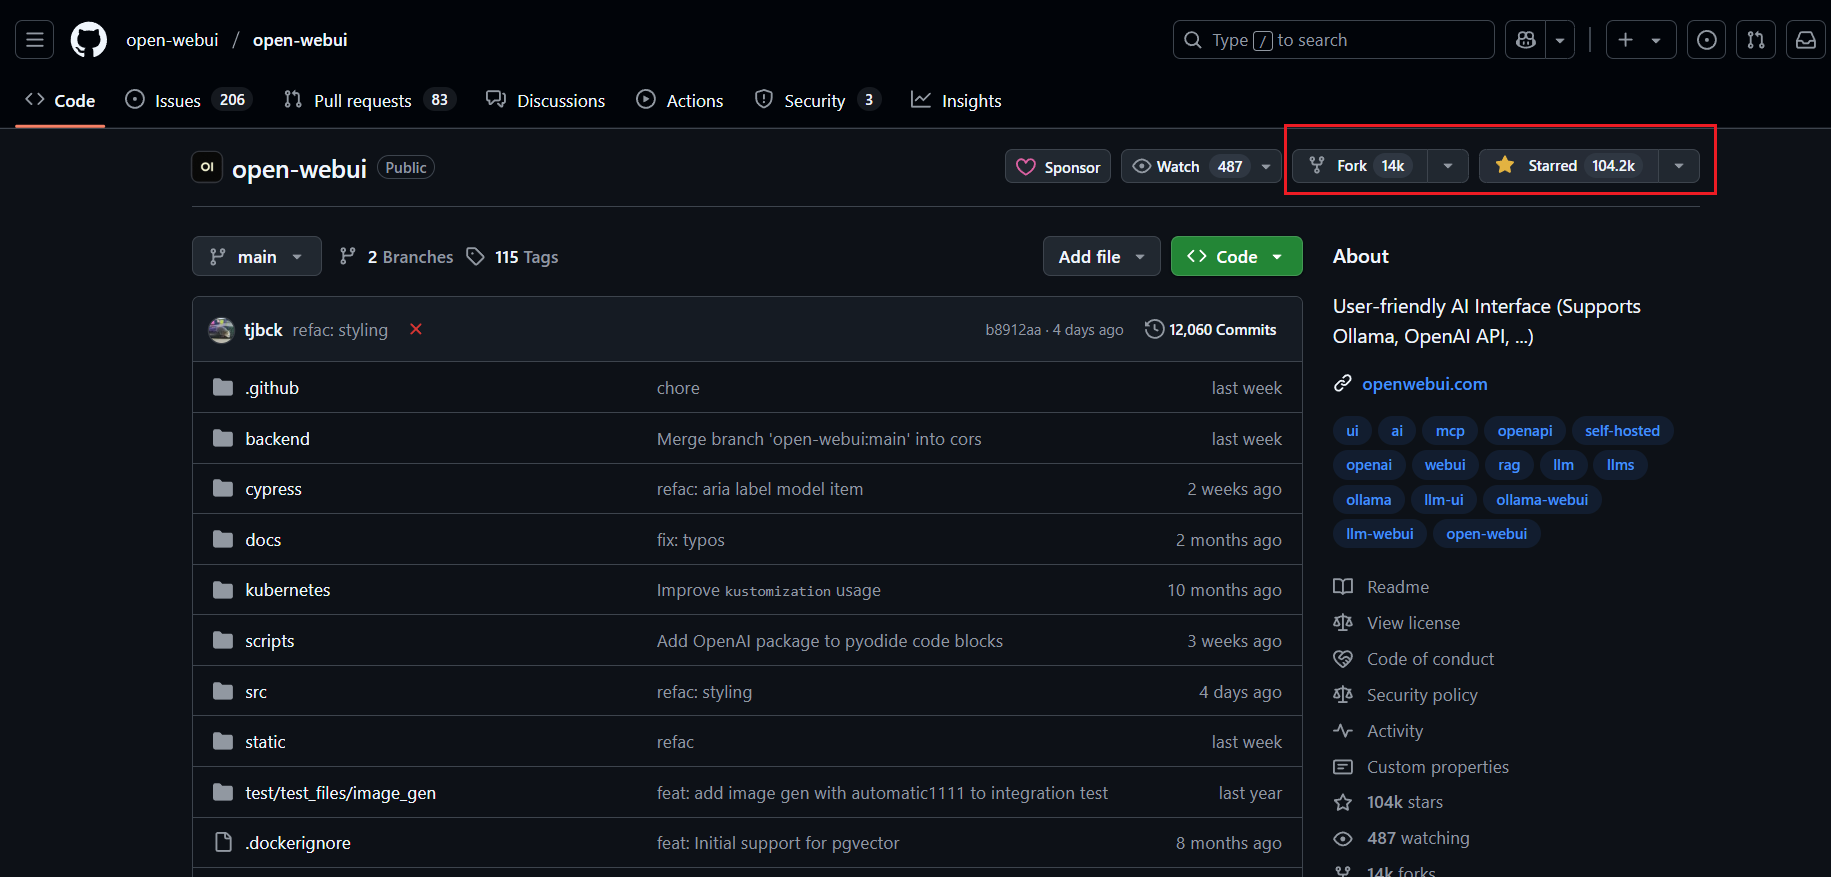 open-webui / open-webui
Type / to search
Code Issues 206 Pull requests 83 Discussions Actions Security 3 Insights
OI open-webui Public
Sponsor Watch 487 Fork 14k Starred 104.2k
main 2 Branches 115 Tags
Add file Code
tjbck refac: styling b8912aa · 4 days ago 12,060 Commits
.github chore last week
backend Merge branch 'open-webui:main' into cors last week
cypress refac: aria label model item 2 weeks ago
docs fix: typos 2 months ago
kubernetes Improve kustomization usage 10 months ago
scripts Add OpenAI package to pyodide code blocks 3 weeks ago
src refac: styling 4 days ago
static refac last week
test/test_files/image_gen feat: add image gen with automatic1111 to integration test last year
.dockerignore feat: Initial support for pgvector 8 months ago
About
User-friendly AI Interface (Supports
Ollama, OpenAI API, ...)
openwebui.com
ui ai mcp openapi self-hosted
openai webui rag llm llms
ollama llm-ui ollama-webui
llm-webui open-webui
Readme
View license
Code of conduct
Security policy
Activity
Custom properties
104k stars
487 watching
14k forks